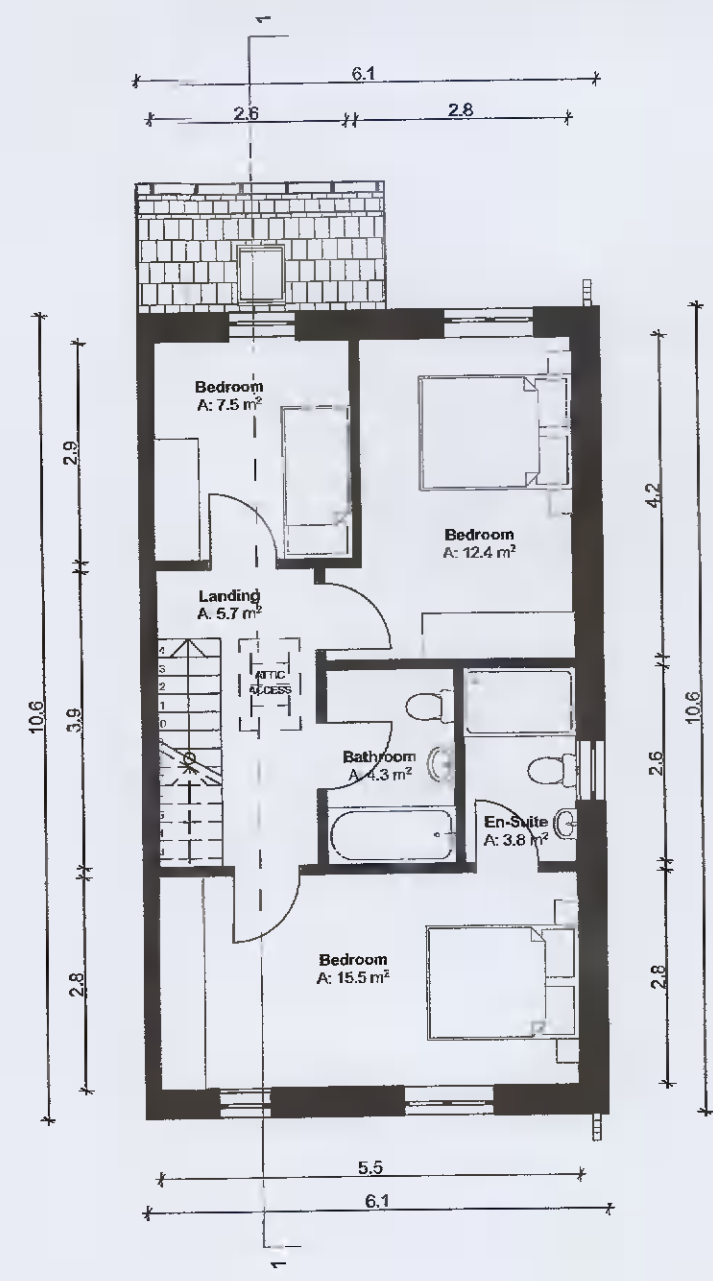 1
6.1
2.6
2.8
Bedroom
A: 7.5 m²
2.9
4.2
Bedroom
A: 12.4 m²
Landing
A. 5.7 m²
ATTIC
ACCESS
10.6
3.9
10.6
2.6
Bathroom
A: 4.3 m²
En-Suite
A: 3.8 m²
Bedroom
A: 15.5 m²
2.8
2.8
5.5
6.1
1